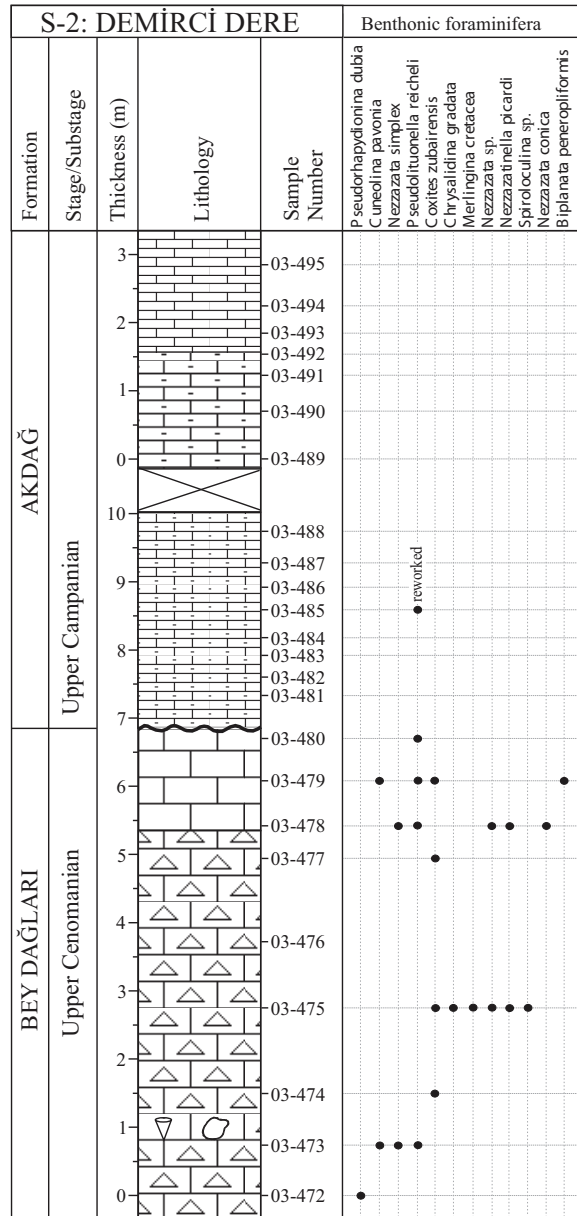 S-2: DEMİRCİ DERE
Benthonic foraminifera
Formation
Stage/Substage
Thickness (m)
Lithology
Sample
Number
Pseudorhapydionina dubia
Cuneolina pavonia
Nezzazata simplex
Pseudolituonella reicheli
Coxites zubairensis
Chrysalidina gradata
Merlingina cretacea
Nezzazata sp.
Nezzazatinella picardi
Spiroloculina sp.
Nezzazata conica
Biplanata peneropliformis
AKDAĞ
Upper Campanian
BEY DAĞLARI
Upper Cenomanian
3
2
1
0
10
9
8
7
6
5
4
3
2
1
0
03-495
03-494
03-493
03-492
03-491
03-490
03-489
03-488
03-487
03-486
03-485
03-484
03-483
03-482
03-481
03-480
03-479
03-478
03-477
03-476
03-475
03-474
03-473
03-472
reworked